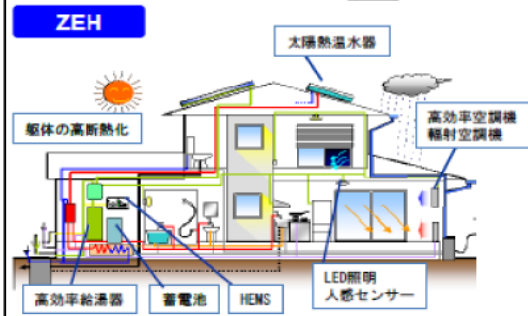 ZEH
太陽熱温水器
躯体の高断熱化
高効率空調機
輻射空調機
LED照明
人感センサー
高効率給湯器
蓄電池
HEMS